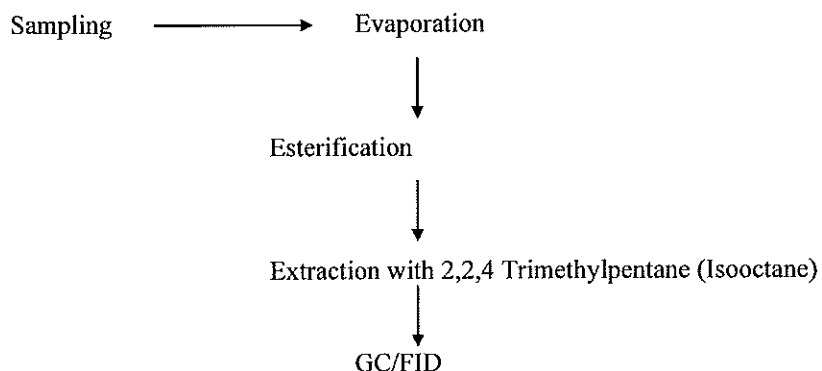 Sampling Evaporation
Esterification
Extraction with 2,2,4 Trimethylpentane (Isooctane)
GC/FID